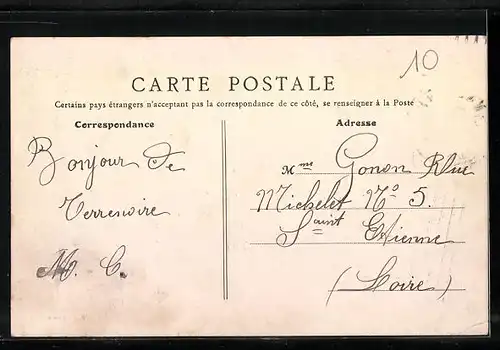 10
CARTE POSTALE
Certains pays étrangers n'acceptant pas la correspondance de ce côté, se renseigner à la Poste
Correspondance
Bonjour de
Terrenoire
M. C.
Adresse
Mme Gonon Rue
Michelet No 5.
Saint Etienne
(Loire)